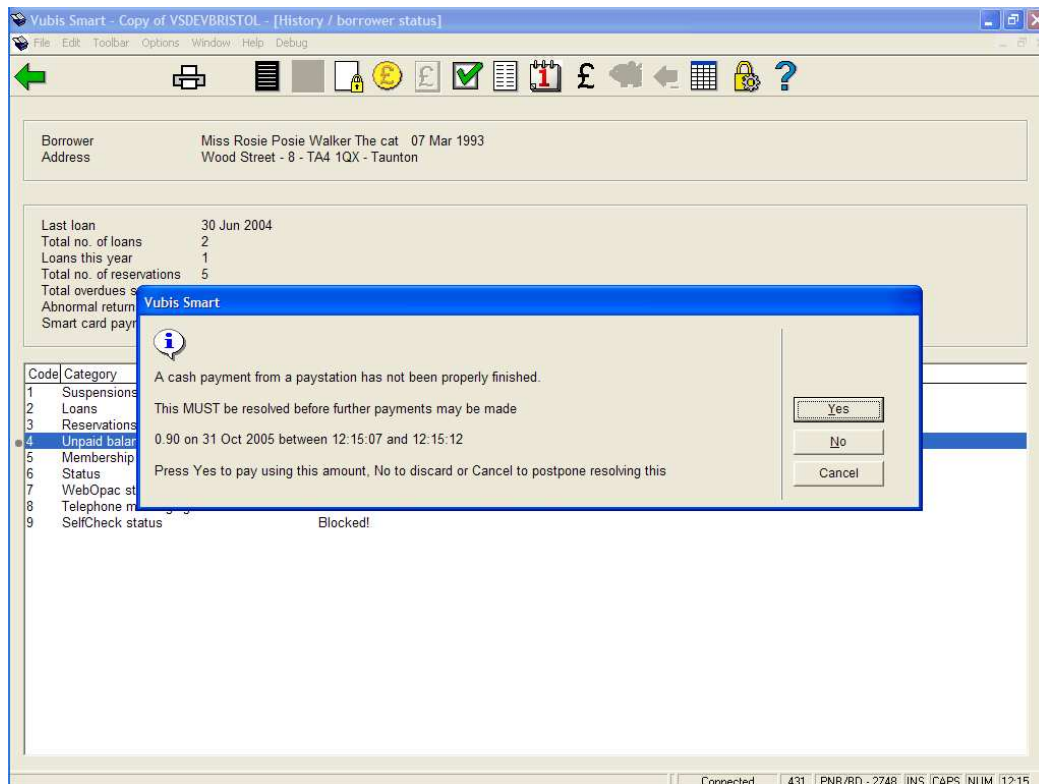 Vubis Smart - Copy of VSDEVBRISTOL - [History / borrower status]
File Edit Toolbar Options Window Help Debug
Borrower Miss Rosie Posie Walker The cat 07 Mar 1993
Address Wood Street - 8 - TA4 1QX - Taunton
Last loan 30 Jun 2004
Total no. of loans 2
Loans this year 1
Total no. of reservations 5
Total overdues
Abnormal return
Smart card
Vubis Smart
A cash payment from a paystation has not been properly finished.
This MUST be resolved before further payments may be made
0.90 on 31 Oct 2005 between 12:15:07 and 12:15:12
Press Yes to pay using this amount, No to discard or Cancel to postpone resolving this
Yes
No
Cancel
Code Category
1 Suspensions
2 Loans
3 Reservations
4 Unpaid
5 Membership
6 Status
7 WebOpac
8 Telephone
9 SelfCheck status Blocked!
Connected 431 PNB/BD - 2748 INS CAPS NUM 12:15